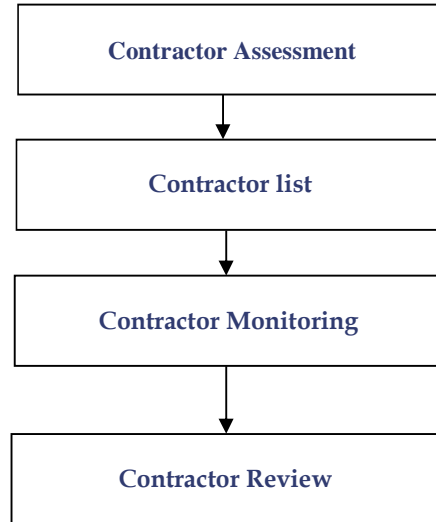 Contractor Assessment
Contractor list
Contractor Monitoring
Contractor Review